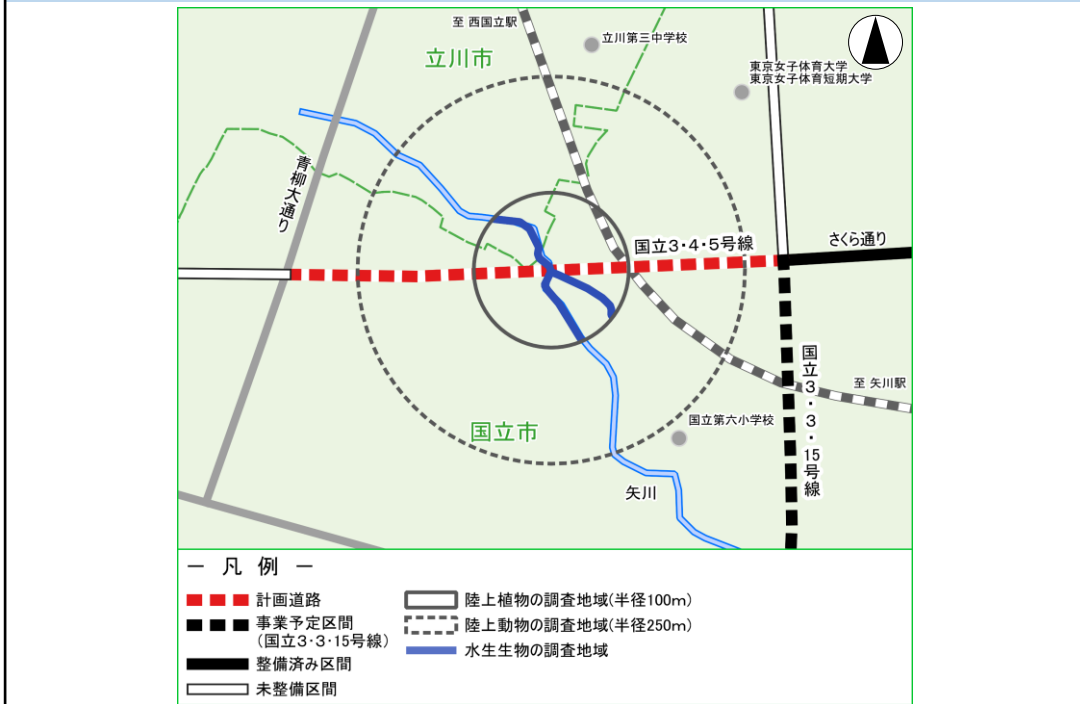 至 西国立駅
立川第三中学校
立川市
東京女子体育大学
東京女子体育短期大学
青柳大通り
国立3・4・5号線
さくら通り
国立3・3・15号線
至 矢川駅
国立第六小学校
国立市
矢川
― 凡 例 ―
計画道路
事業予定区間
(国立3・3・15号線)
整備済み区間
未整備区間
陸上植物の調査地域(半径100m)
陸上動物の調査地域(半径250m)
水生生物の調査地域